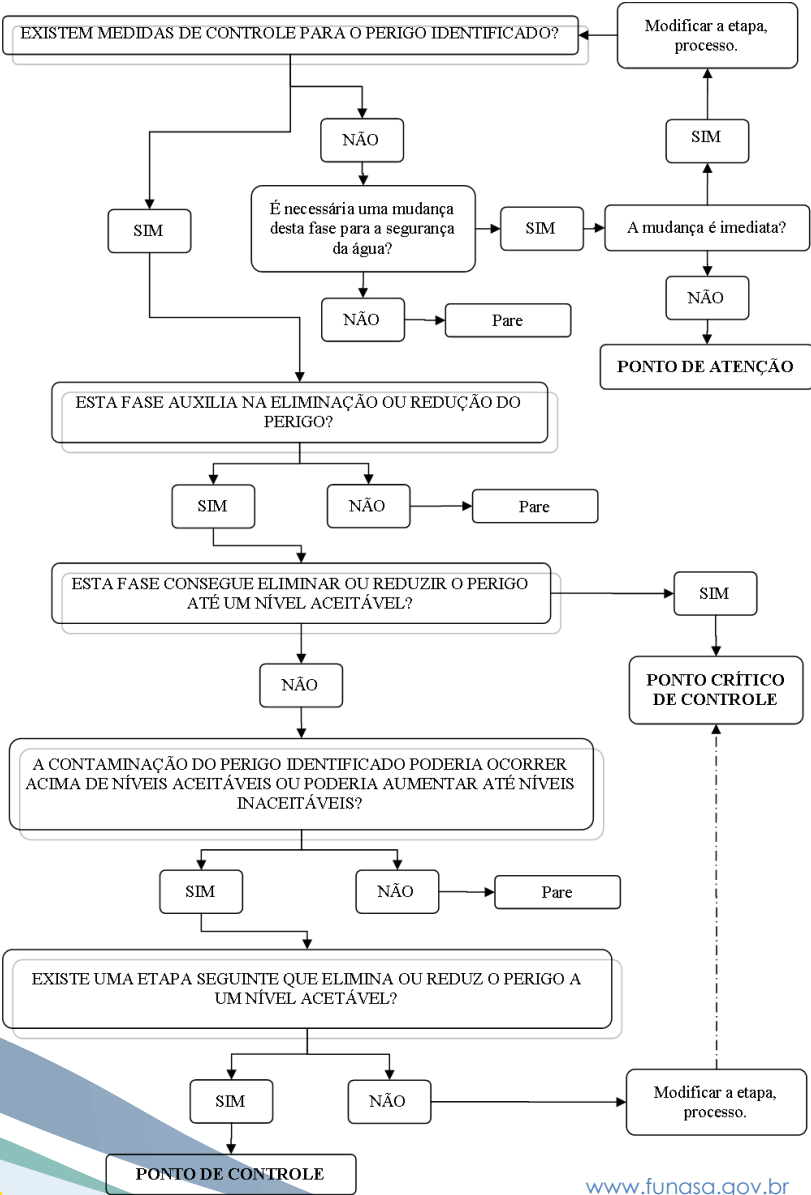 EXISTEM MEDIDAS DE CONTROLE PARA O PERIGO IDENTIFICADO?
Modificar a etapa,
processo.
NÃO
SIM
SIM
É necessária uma mudança
desta fase para a segurança
da água?
SIM
A mudança é imediata?
NÃO
Pare
NÃO
PONTO DE ATENÇÃO
ESTA FASE AUXILIA NA ELIMINAÇÃO OU REDUÇÃO DO
PERIGO?
SIM
NÃO
Pare
ESTA FASE CONSEGUE ELIMINAR OU REDUZIR O PERIGO
ATÉ UM NÍVEL ACEITÁVEL?
SIM
NÃO
PONTO CRÍTICO
DE CONTROLE
A CONTAMINAÇÃO DO PERIGO IDENTIFICADO PODERIA OCORRER
ACIMA DE NÍVEIS ACEITÁVEIS OU PODERIA AUMENTAR ATÉ NÍVEIS
INACEITÁVEIS?
SIM
NÃO
Pare
EXISTE UMA ETAPA SEGUINTE QUE ELIMINA OU REDUZ O PERIGO A
UM NÍVEL ACETÁVEL?
SIM
NÃO
Modificar a etapa,
processo.
PONTO DE CONTROLE
www.funasa.gov.br